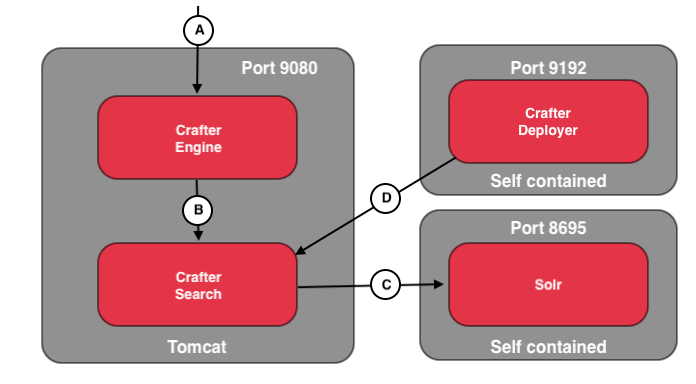 A
Port 9080
Crafter
Engine
B
Crafter
Search
Tomcat
Port 9192
Crafter
Deployer
Self contained
D
C
Port 8695
Solr
Self contained